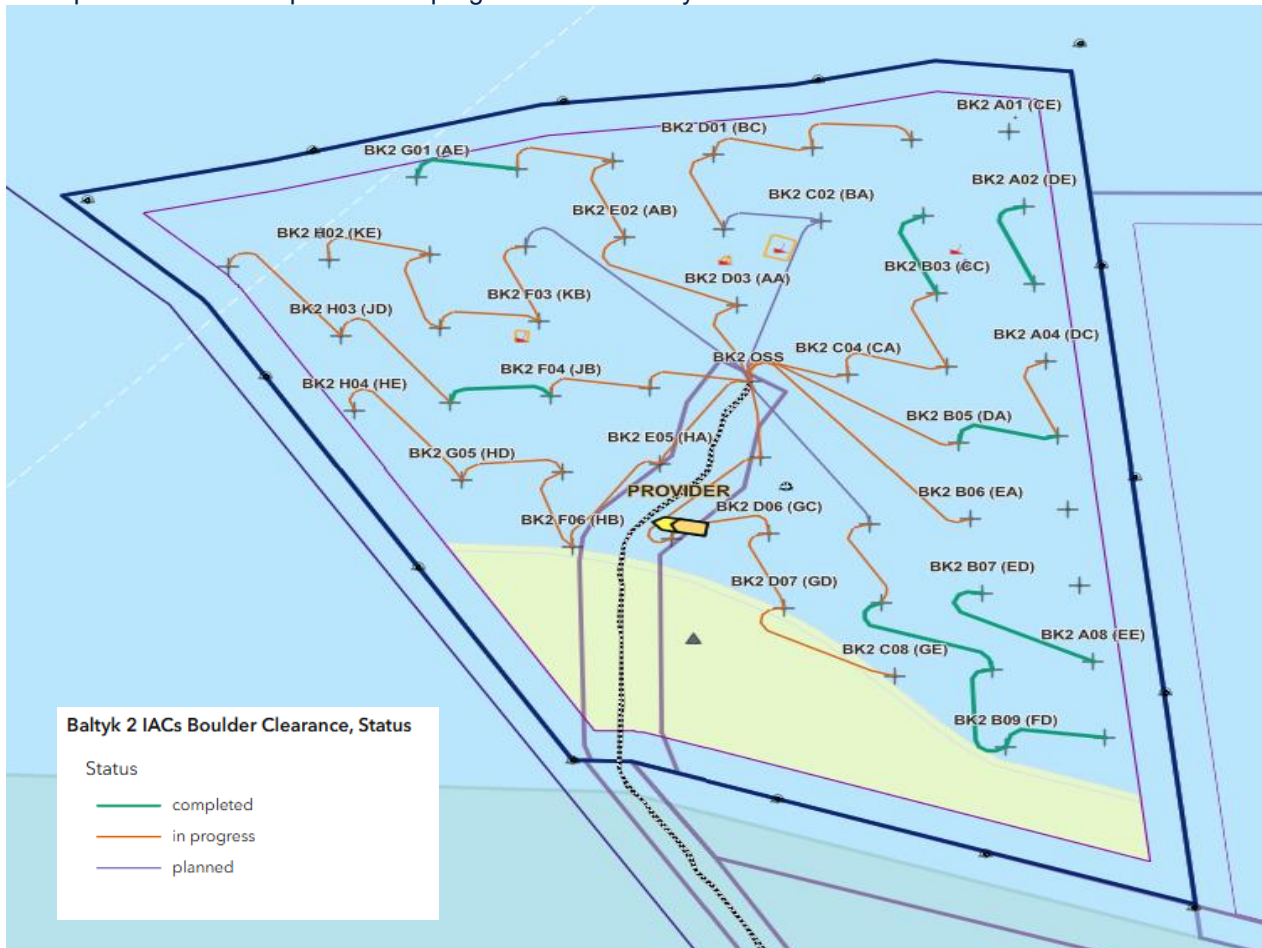 BK2 A01 (CE)
BK2 D01 (BC)
BK2 G01 (AE)
BK2 A02 (DE)
BK2 C02 (BA)
BK2 E02 (AB)
BK2 H02 (KE)
BK2 B03 (CC)
BK2 D03 (AA)
BK2 F03 (KB)
BK2 H03 (JD)
BK2 A04 (DC)
BK2 C04 (CA)
BK2 OSS
BK2 F04 (JB)
BK2 H04 (HE)
BK2 B05 (DA)
BK2 E05 (HA)
BK2 G05 (HD)
PROVIDER
BK2 B06 (EA)
BK2 D06 (GC)
BK2 F06 (HB)
BK2 B07 (ED)
BK2 D07 (GD)
BK2 A08 (EE)
BK2 C08 (GE)
BK2 B09 (FD)
Bałtyk 2 IACs Boulder Clearance, Status
Status
completed
in progress
planned